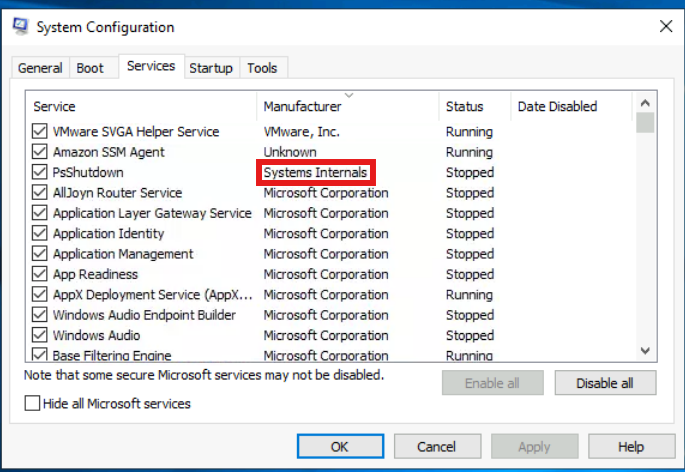 System Configuration
General Boot Services Startup Tools
Service Manufacturer Status Date Disabled
VMware SVGA Helper Service VMware, Inc. Running
Amazon SSM Agent Unknown Running
PsShutdown Systems Internals Stopped
AllJoyn Router Service Microsoft Corporation Stopped
Application Layer Gateway Service Microsoft Corporation Stopped
Application Identity Microsoft Corporation Stopped
Application Management Microsoft Corporation Stopped
App Readiness Microsoft Corporation Stopped
AppX Deployment Service (AppX... Microsoft Corporation Running
Windows Audio Endpoint Builder Microsoft Corporation Stopped
Windows Audio Microsoft Corporation Stopped
Base Filtering Engine Microsoft Corporation Running
Note that some secure Microsoft services may not be disabled.
Enable all Disable all
Hide all Microsoft services
OK Cancel Apply Help